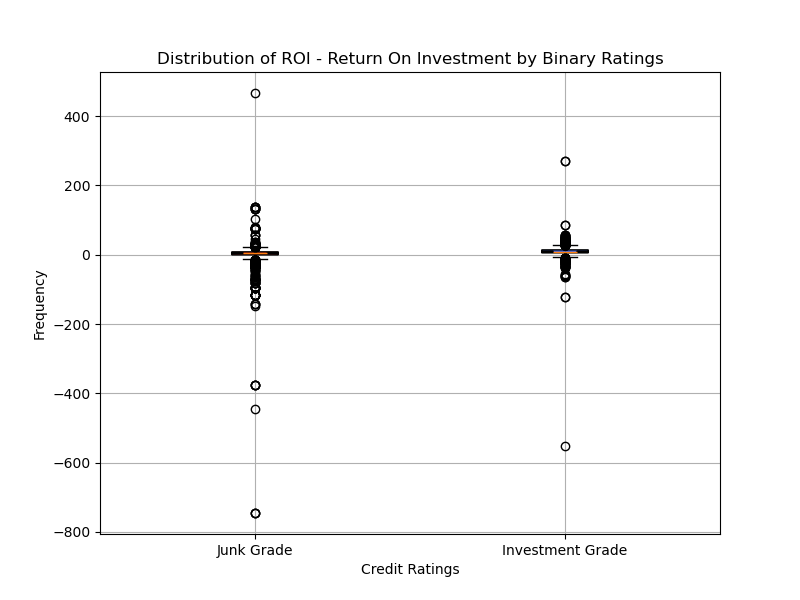 Distribution of ROI - Return On Investment by Binary Ratings
400
200
0
−200
−400
−600
−800
Frequency
Junk Grade Investment Grade
Credit Ratings